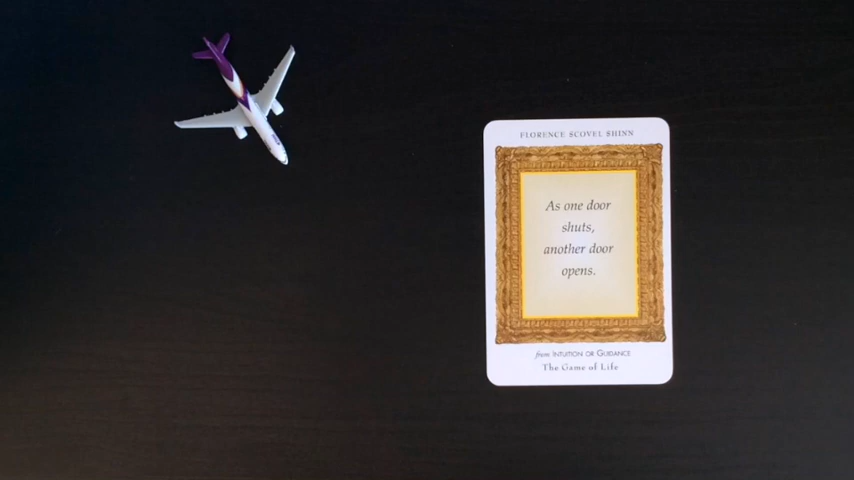 FLORENCE SCOVEL SHINN
As one door
shuts,
another door
opens.
from INTUITION OR GUIDANCE
The Game of Life